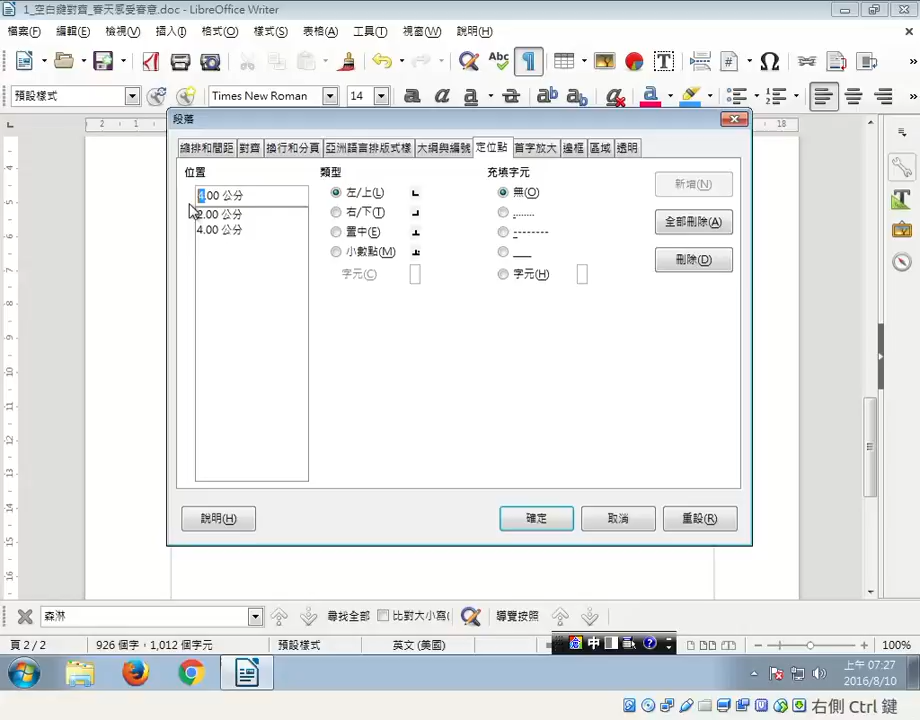 1_空白鍵對齊_春天感受春意.doc - LibreOffice Writer
檔案(F) 編輯(E) 檢視(V) 插入(I) 格式(O) 樣式(S) 表格(A) 工具(T) 視窗(W) 說明(H)
預設樣式 Times New Roman 14
2 1 18
段落
縮排和間距 對齊 換行和分頁 亞洲語言排版式樣 大綱與編號 定位點 首字放大 邊框 區域 透明
位置 類型 充填字元
.00 公分 左/上(L) 無(O) 新增(N)
2.00 公分 右/下(T) ........ 全部刪除(A)
4.00 公分 置中(E) --------
小數點(M) ___ 刪除(D)
字元(C) 字元(H)
說明(H) 確定 取消 重設(R)
森淋 尋找全部 比對大小寫( 導覽按照
頁 2 / 2 926 個字，1,012 個字元 預設樣式 英文 (美國) 中 100%
上午 07:27
2016/8/10
右側 Ctrl 鍵